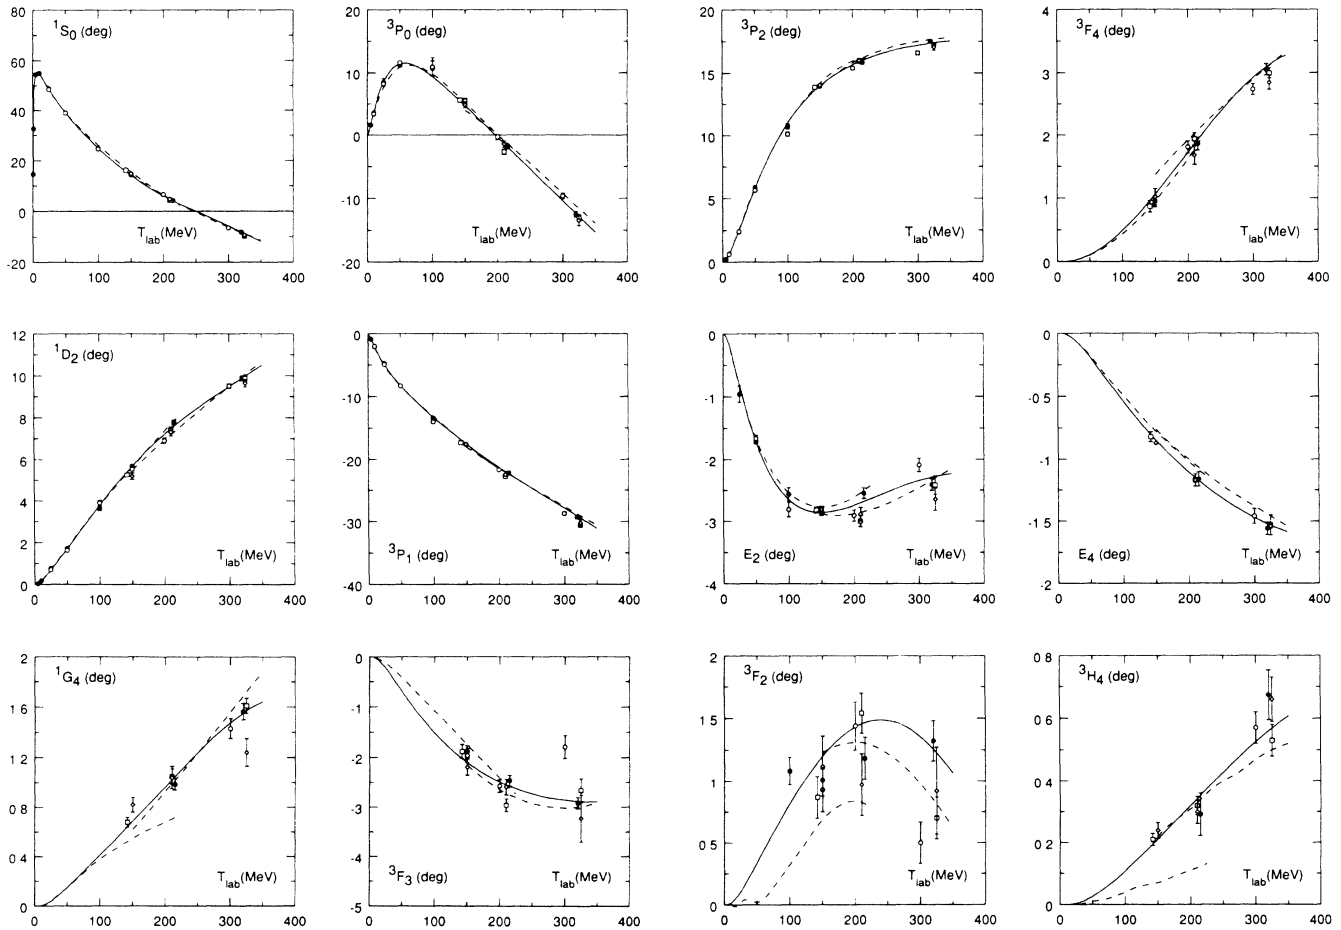 ¹S₀ (deg)
80
60
40
20
0
-20
T_lab (MeV)
0 100 200 300 400
³P₀ (deg)
20
10
0
-10
-20
T_lab (MeV)
0 100 200 300 400
³P₂ (deg)
20
15
10
5
0
T_lab (MeV)
0 100 200 300 400
³F₄ (deg)
4
3
2
1
0
T_lab (MeV)
0 100 200 300 400
¹D₂ (deg)
12
10
8
6
4
2
0
T_lab (MeV)
0 100 200 300 400
0
-10
-20
-30
-40
³P₁ (deg)
T_lab (MeV)
0 100 200 300 400
0
-1
-2
-3
-4
E₂ (deg)
T_lab (MeV)
0 100 200 300 400
0
-0 5
-1
-1.5
-2
E₄ (deg)
T_lab (MeV)
0 100 200 300 400
¹G₄ (deg)
2
1 6
1 2
0 8
0 4
0
T_lab (MeV)
0 100 200 300 400
0
-1
-2
-3
-4
-5
³F₃ (deg)
T_lab (MeV)
0 100 200 300 400
³F₂ (deg)
2
1.5
1
0 5
0
T_lab (MeV)
0 100 200 300 400
³H₄ (deg)
0 8
0.6
0.4
0 2
0
T_lab (MeV)
0 100 200 300 400